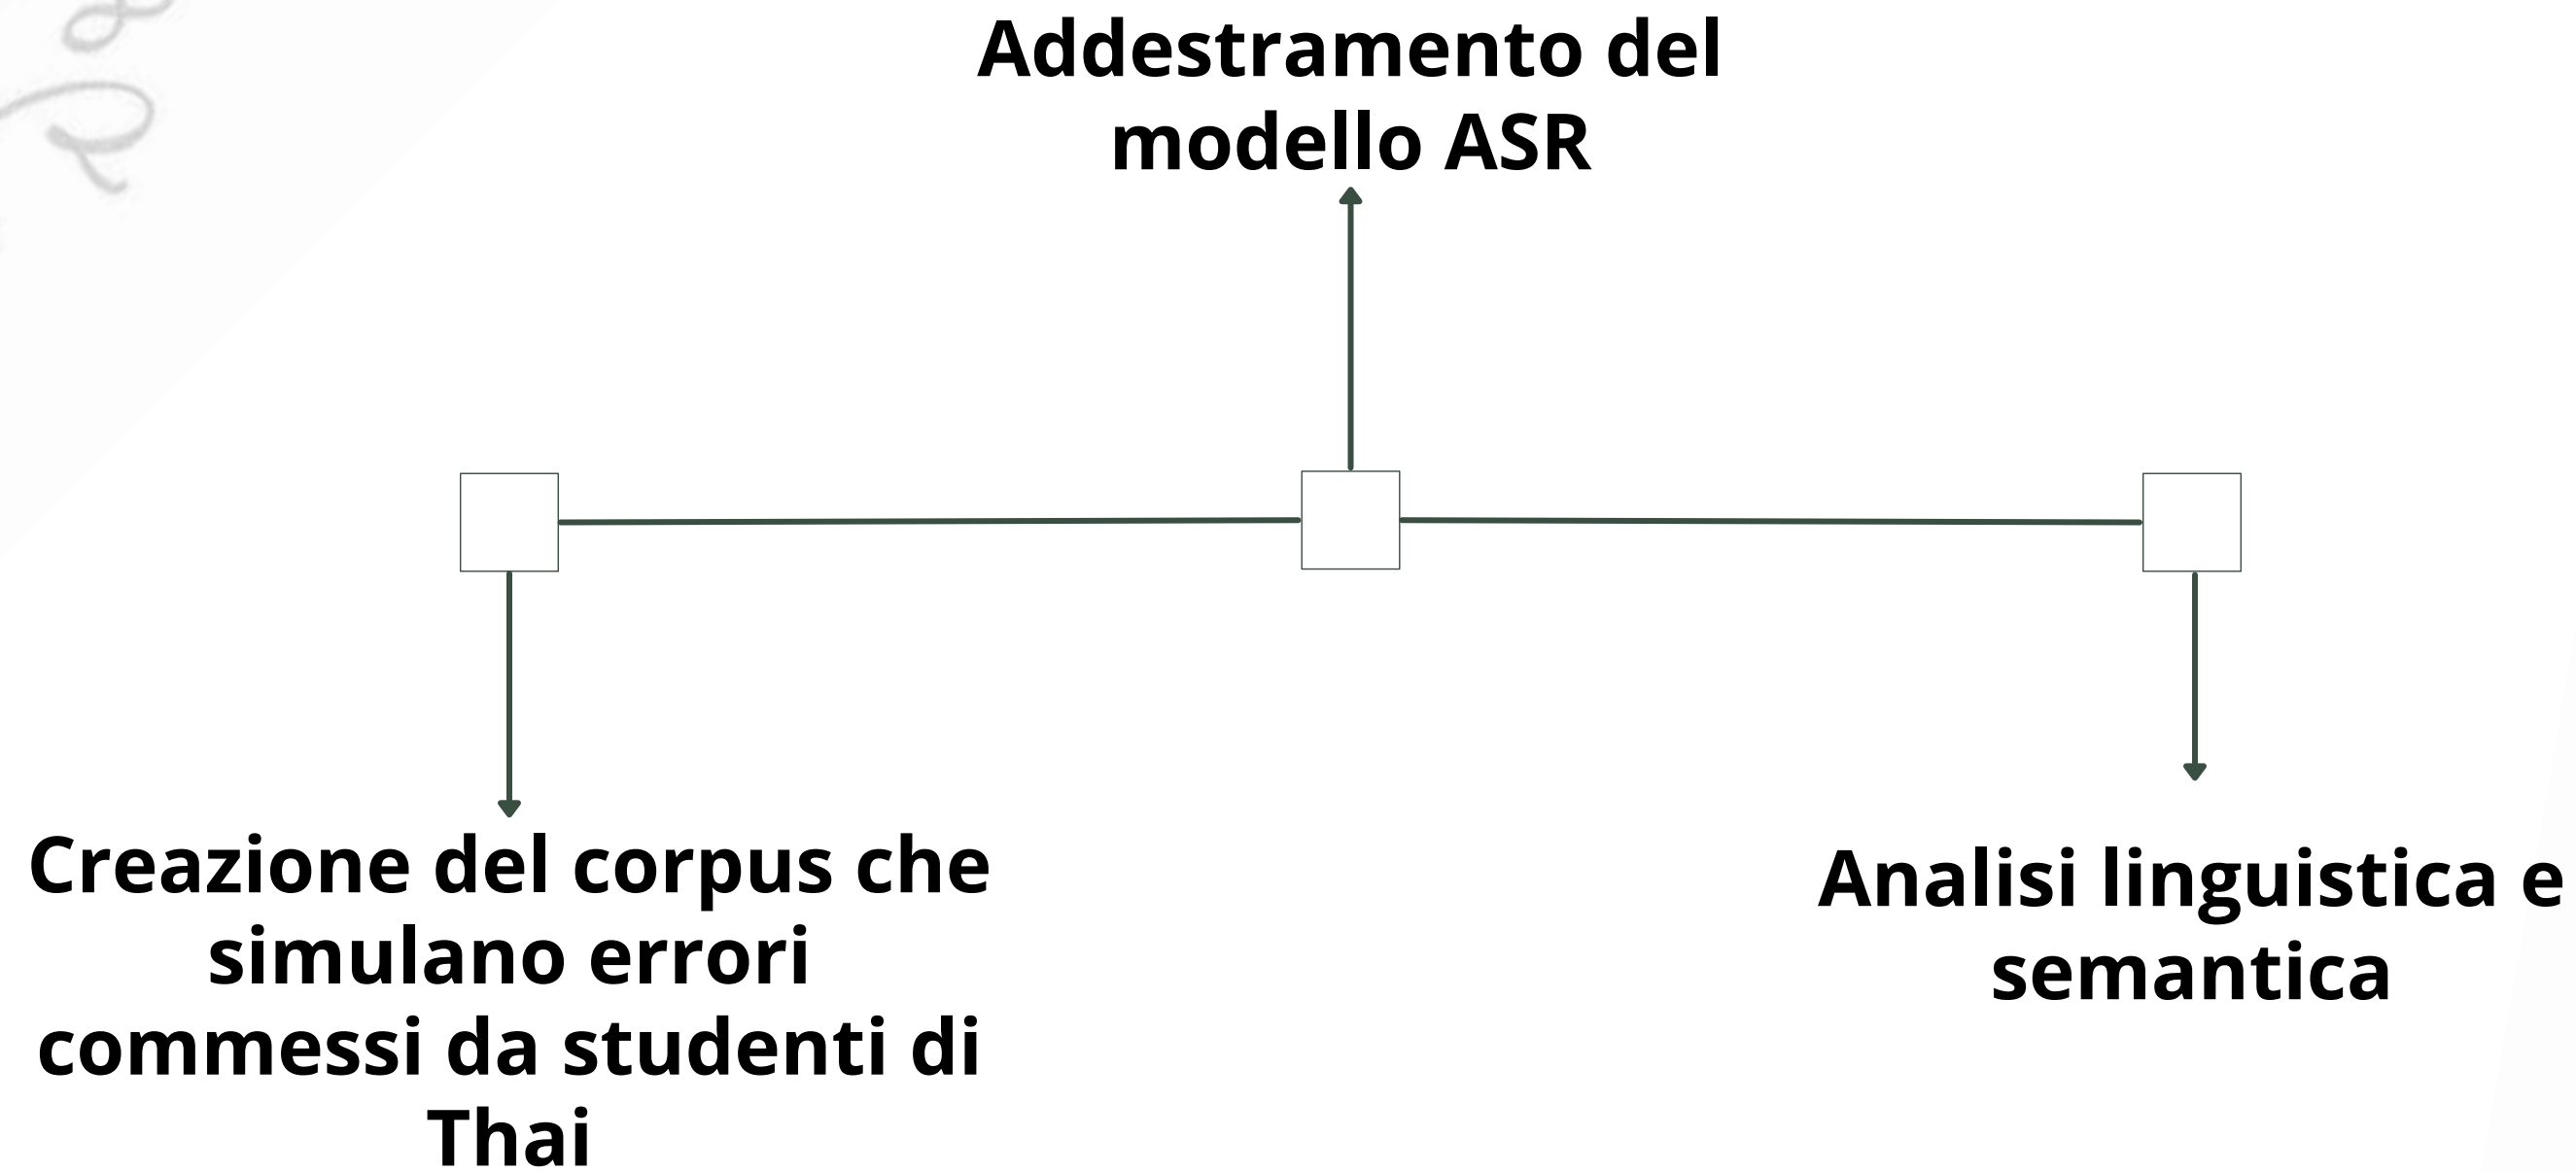 Addestramento del
modello ASR
Creazione del corpus che
simulano errori
commessi da studenti di
Thai
Analisi linguistica e
semantica